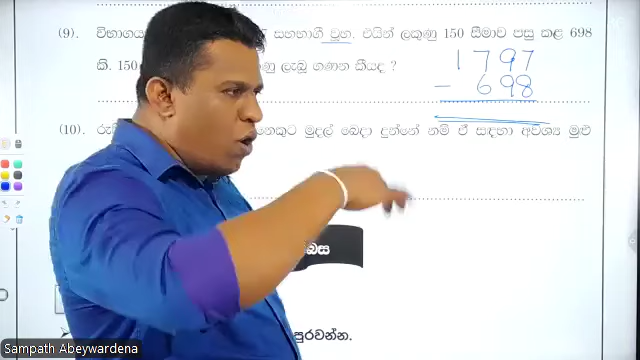 (9). විභාගය සහභාගී වූහ. එයින් ලකුණු 150 සීමාව පසු කළ 698
1797
කි. 150 ණු ලැබූ ගණන කීයද ?
- 698
(10). රු නෙකුට මුදල් බෙදා දුන්නේ නම් ඒ සඳහා අවශ්‍ය මුළු
පුරවන්න.
Sampath Abeywardena